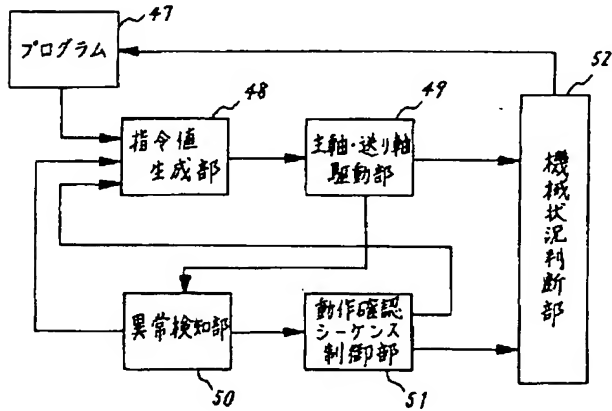 47
プログラム
48
指令値
生成部
49
主軸・送り軸
駆動部
52
機械状況判断部
異常検知部
50
動作確認
シーケンス
制御部
51